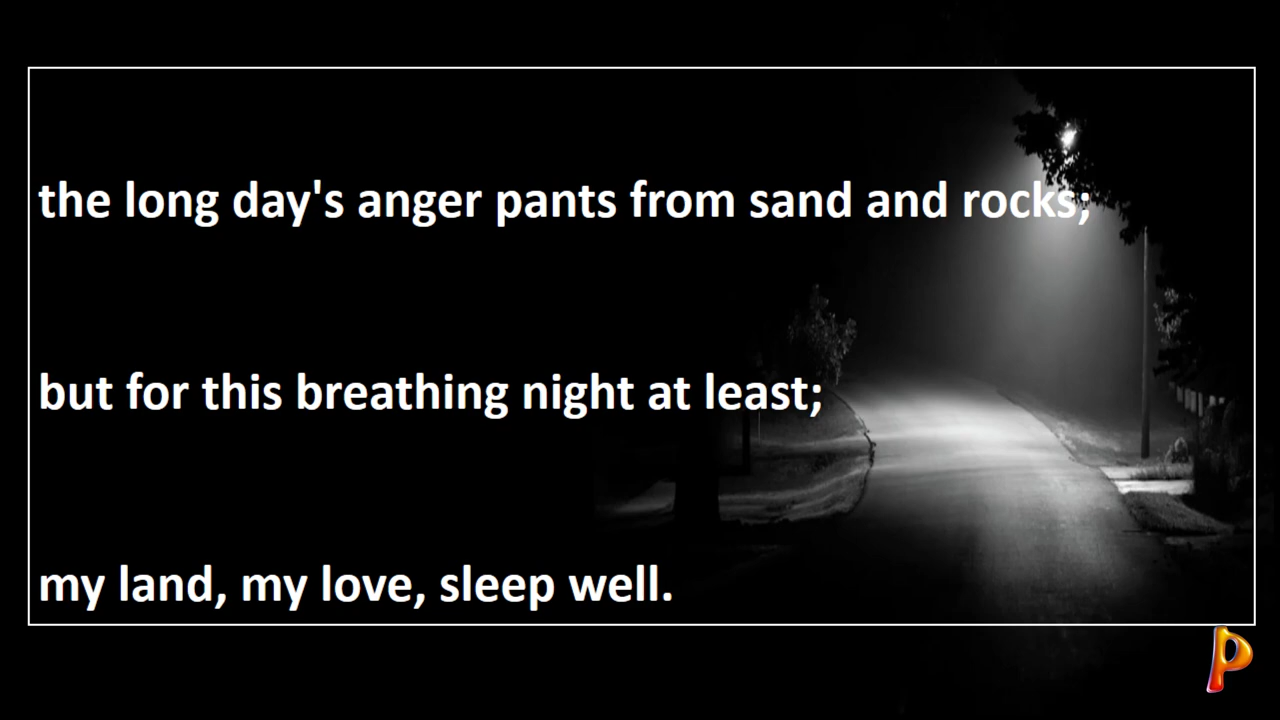 the long day's anger pants from sand and rocks;
but for this breathing night at least;
my land, my love, sleep well.
P